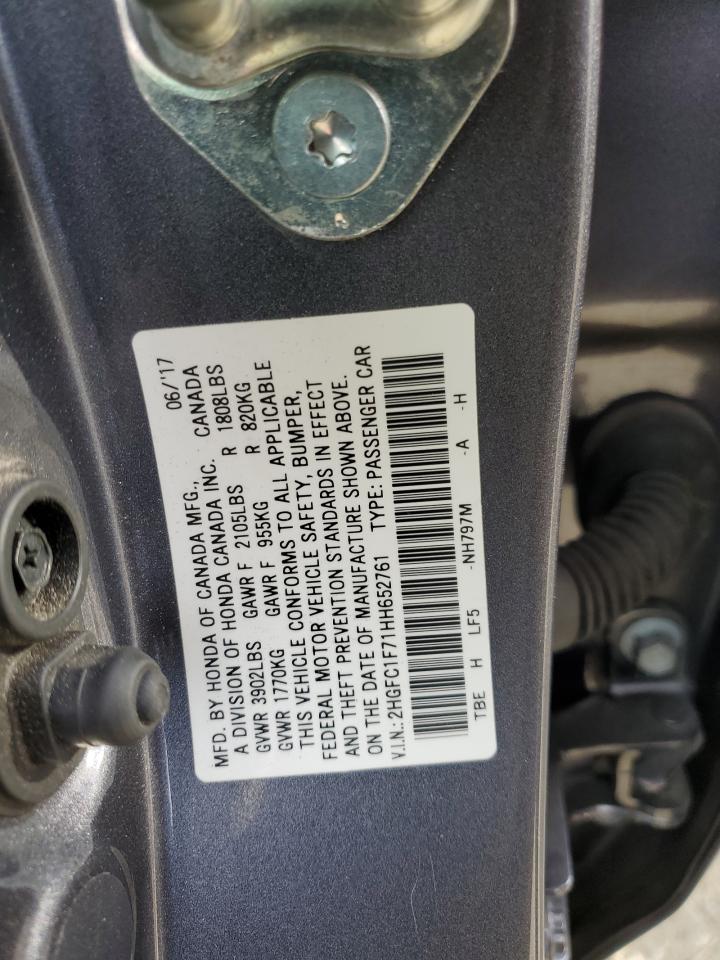 MFD. BY HONDA OF CANADA MFG., 06/'17
A DIVISION OF HONDA CANADA INC. CANADA
GVWR 3902LBS GAWR F 2105LBS R 1808LBS
GVWR 1770KG GAWR F 955KG R 820KG
THIS VEHICLE CONFORMS TO ALL APPLICABLE
FEDERAL MOTOR VEHICLE SAFETY, BUMPER,
AND THEFT PREVENTION STANDARDS IN EFFECT
ON THE DATE OF MANUFACTURE SHOWN ABOVE.
V.I.N.: 2HGFC1F71HH652761 TYPE: PASSENGER CAR
TBE H LF5 -NH797M -A -H